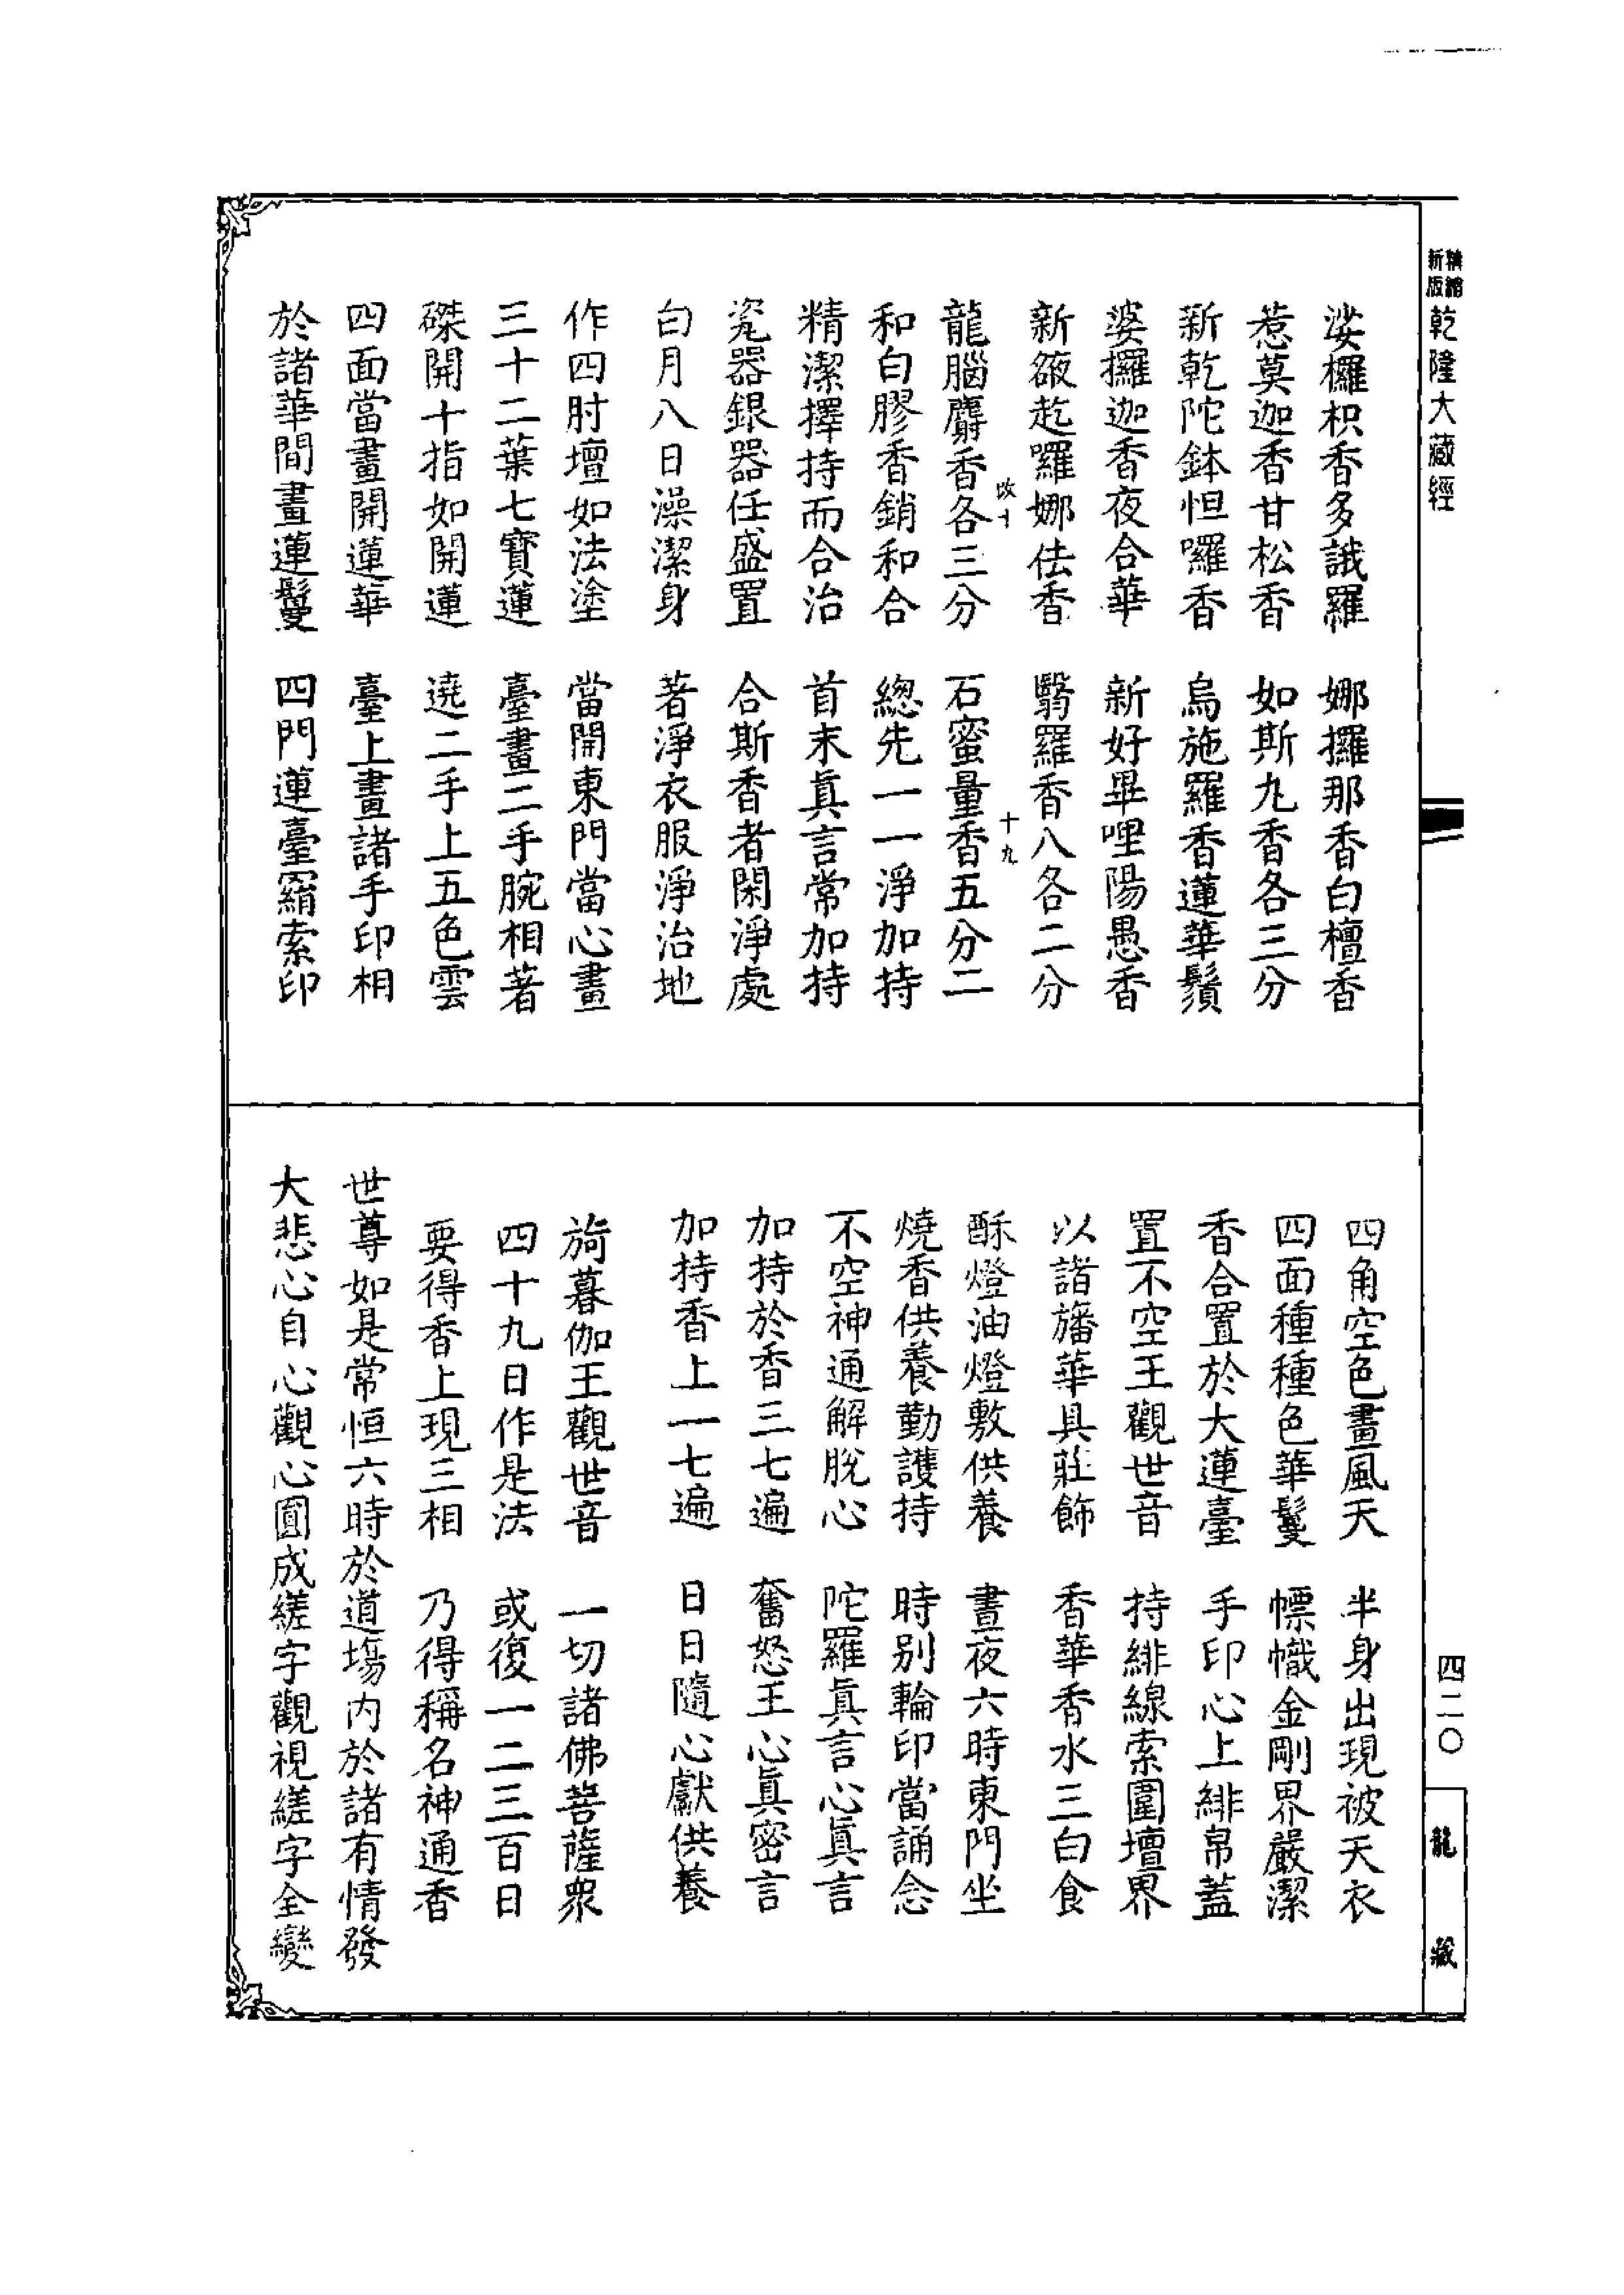 精縮
新版
乾隆大藏經
娑欏枳香多誐羅　娜攞那香白檀香
惹莫迦香甘松香　如斯九香各三分
新乾陀鉢怛囉香　烏施羅香蓮華鬚
婆攞迦香夜合華　新好畢哩陽愚香
新筱訖囉娜佉香　翳羅香八各二分
龍腦麝香各三分　石蜜量香五分二
和白膠香銷和合　緫先一一淨加持
精潔擇持而合治　首末眞言常加持
瓷器銀器任盛置　合斯香者閑淨處
白月八日澡潔身　著淨衣服淨治地
作四肘壇如法塗　當開東門當心畫
三十二葉七寶蓮　臺畫二手腕相著
磔開十指如開蓮　遶二手上五色雲
四面當畫開蓮華　臺上畫諸手印相
於諸華間畫蓮鬘　四門蓮臺羂索印
十九
四角空色畫風天　半身出現被天衣
四面種種色華鬘　幖幟金剛界嚴潔
香合置於大蓮臺　手印心上緋帛蓋
置不空王觀世音　持緋線索圍壇界
以諸旛華具莊飾　香華香水三白食
酥燈油燈敷供養　晝夜六時東門坐
燒香供養勤護持　時別輪印當誦念
不空神通解脫心　陀羅眞言心眞言
加持於香三七遍　奮怒王心眞密言
加持香上一七遍　日日隨心獻供養
旖暮伽王觀世音　一切諸佛菩薩衆
四十九日作是法　或復一二三百日
要得香上現三相　乃得稱名神通香
世尊如是常恒六時於道場内於諸有情發
大悲心自心觀心圓成縒字觀視縒字全變
四二〇
龍藏